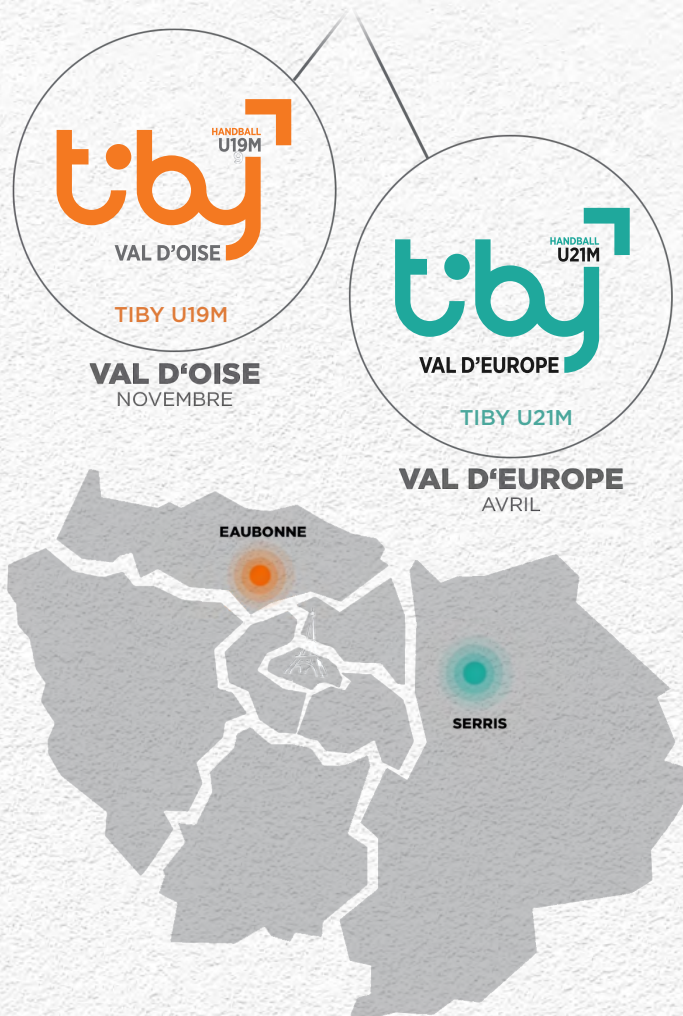 tiby
HANDBALL
U19M
VAL D'OISE
TIBY U19M
VAL D‘OISE
NOVEMBRE
tiby
HANDBALL
U21M
VAL D'EUROPE
TIBY U21M
VAL D‘EUROPE
AVRIL
EAUBONNE
SERRIS